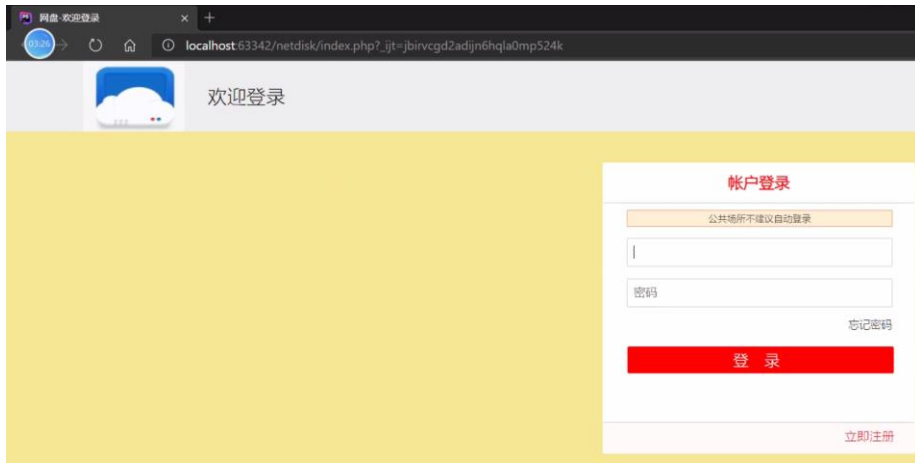 网盘-欢迎登录
03:26
localhost:63342/netdisk/index.php?_ijt=jbirvcgd2adijn6hqla0mp524k
欢迎登录
帐户登录
公共场所不建议自动登录
密码
忘记密码
登 录
立即注册